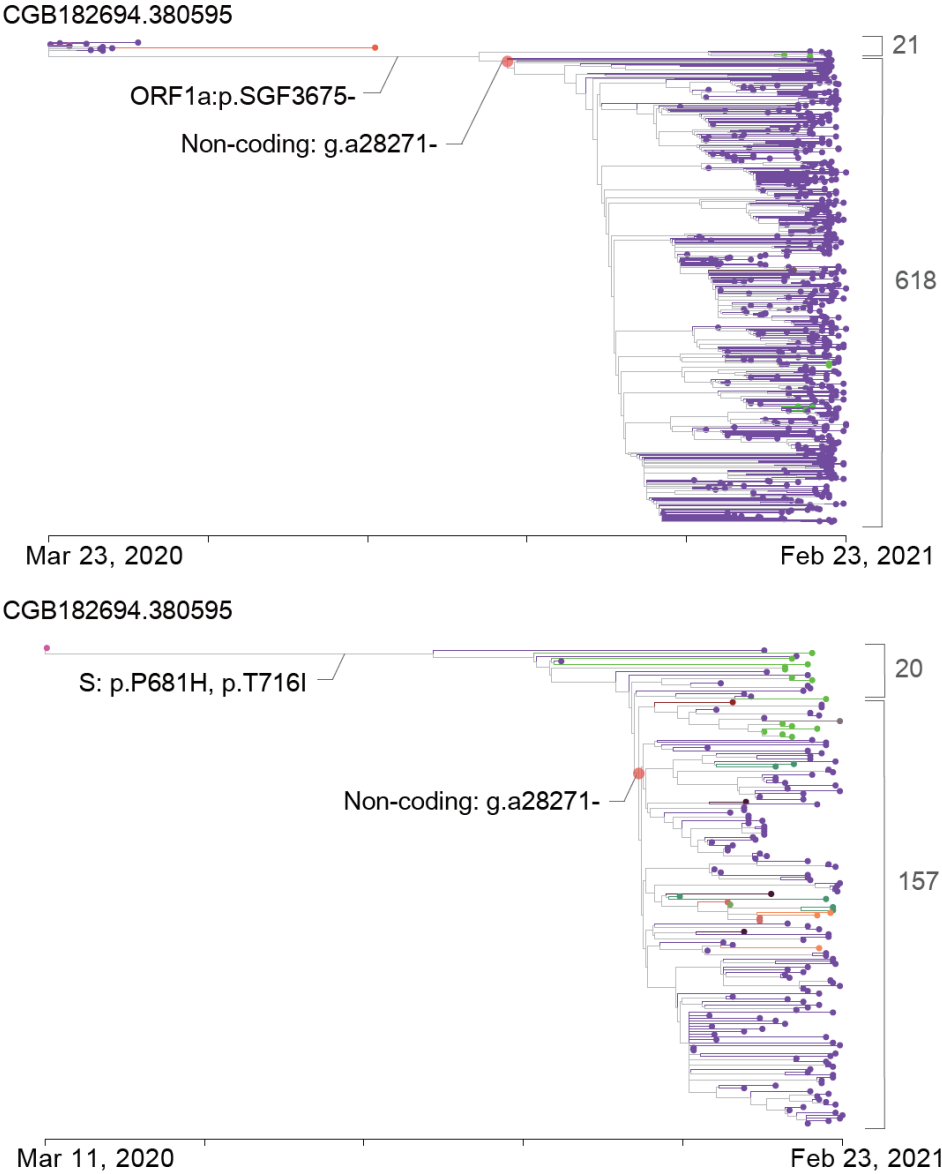 CGB182694.380595
21
ORF1a:p.SGF3675-
Non-coding: g.a28271-
618
Mar 23, 2020
Feb 23, 2021
CGB182694.380595
20
S: p.P681H, p.T716I
Non-coding: g.a28271-
157
Mar 11, 2020
Feb 23, 2021